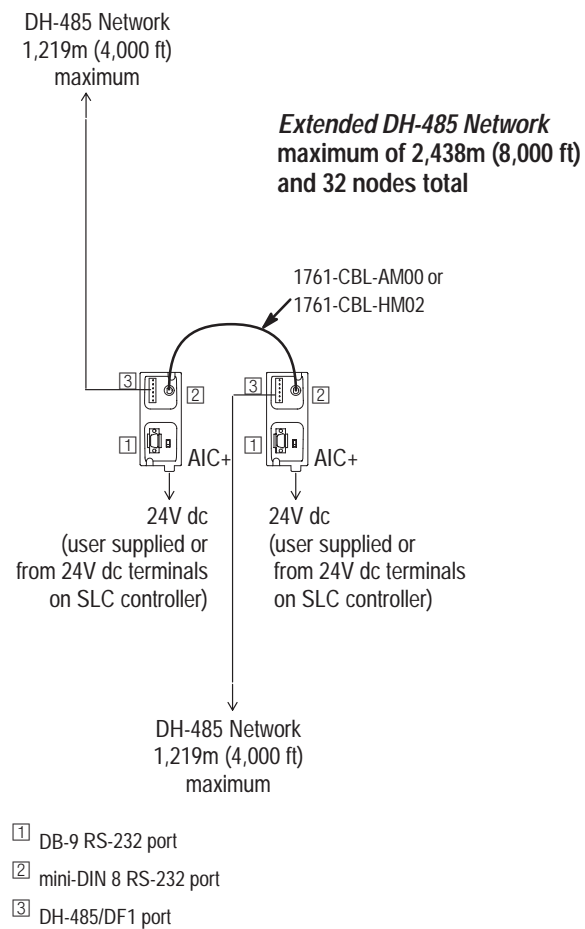 DH-485 Network
1,219m (4,000 ft)
maximum
Extended DH-485 Network
maximum of 2,438m (8,000 ft)
and 32 nodes total
1761-CBL-AM00 or
1761-CBL-HM02
3
2
3
2
1
AIC+
1
AIC+
24V dc
(user supplied or
from 24V dc terminals
on SLC controller)
24V dc
(user supplied or
from 24V dc terminals
on SLC controller)
DH-485 Network
1,219m (4,000 ft)
maximum
1 DB-9 RS-232 port
2 mini-DIN 8 RS-232 port
3 DH-485/DF1 port